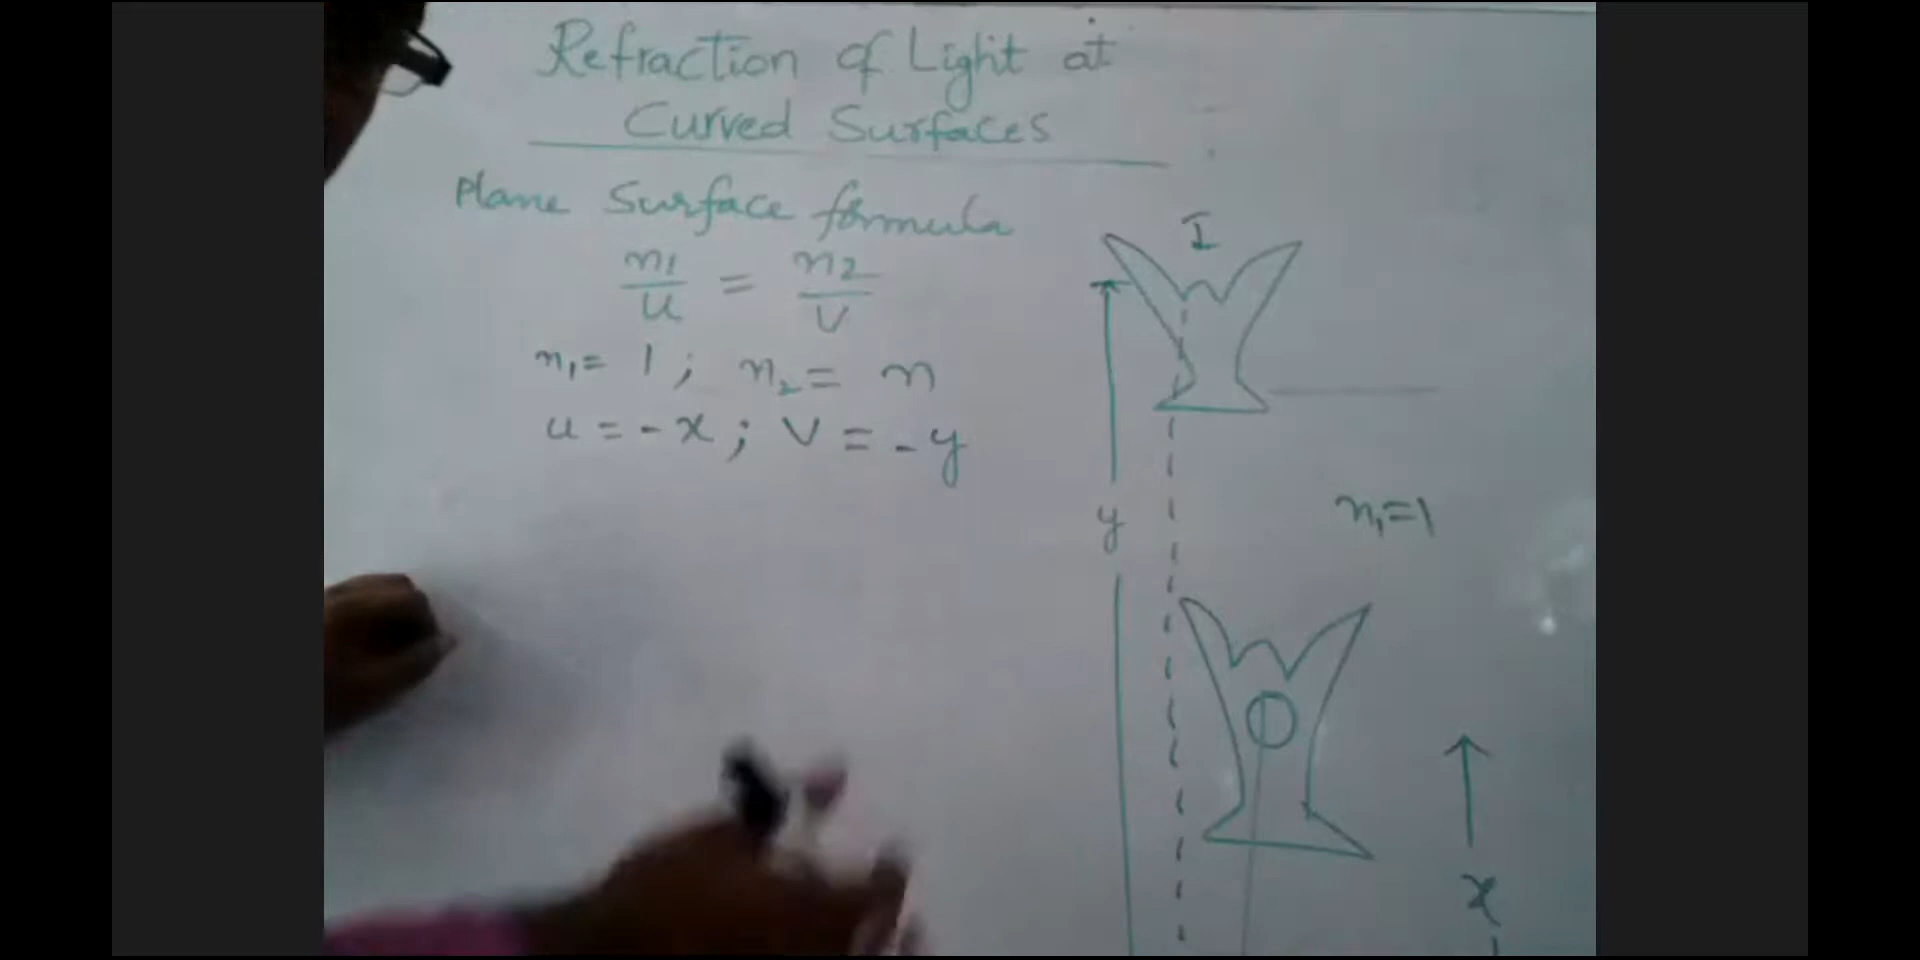 Refraction of Light at
Curved Surfaces
Plane Surface formula
n1/u = n2/v
n₁ = 1 ; n₂ = n
u = -x ; v = -y
I
y
n₁=1
O
x